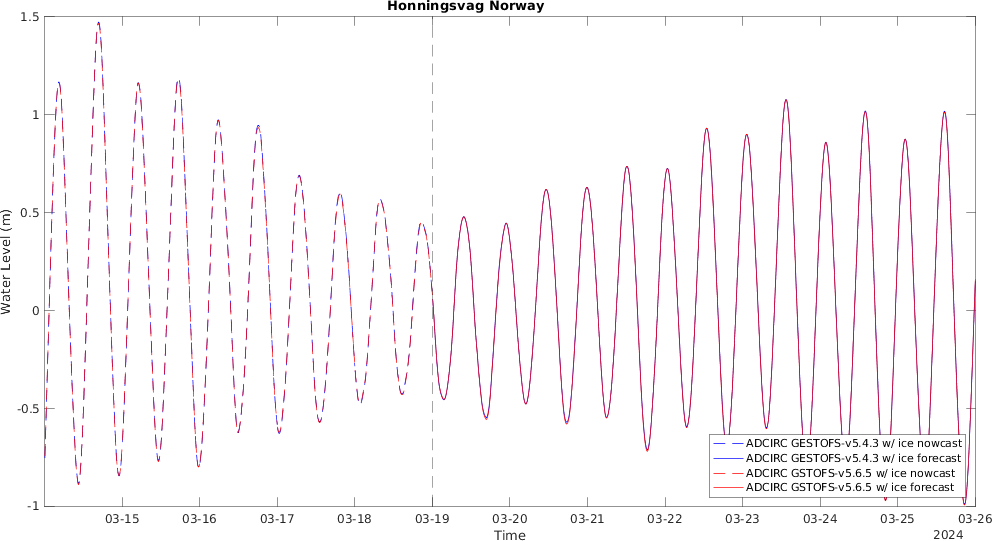 Honningsvag Norway
1.5
1
0.5
0
-0.5
-1
Water Level (m)
03-15 03-16 03-17 03-18 03-19 03-20 03-21 03-22 03-23 03-24 03-25 03-26
Time
2024
ADCIRC GESTOFS-v5.4.3 w/ ice nowcast
ADCIRC GESTOFS-v5.4.3 w/ ice forecast
ADCIRC GSTOFS-v5.6.5 w/ ice nowcast
ADCIRC GSTOFS-v5.6.5 w/ ice forecast